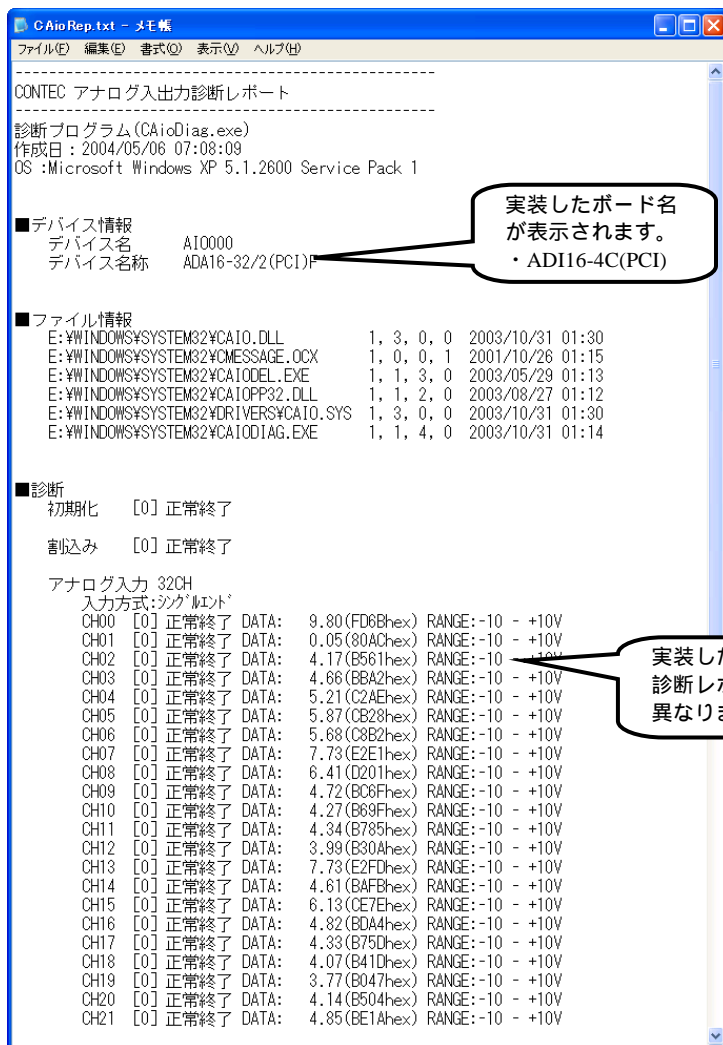 CAioRep.txt - メモ帳
ファイル(F) 編集(E) 書式(O) 表示(V) ヘルプ(H)
--------------------------------------------------
CONTEC アナログ入出力診断レポート
--------------------------------------------------
診断プログラム(CAioDiag.exe)
作成日：2004/05/06 07:08:09
OS :Microsoft Windows XP 5.1.2600 Service Pack 1
■デバイス情報
デバイス名 AIO000
デバイス名称 ADA16-32/2(PCI)F
実装したボード名
が表示されます。
・ADI16-4C(PCI)
■ファイル情報
E:¥WINDOWS¥SYSTEM32¥CAIO.DLL 1, 3, 0, 0 2003/10/31 01:30
E:¥WINDOWS¥SYSTEM32¥CMESSAGE.OCX 1, 0, 0, 1 2001/10/26 01:15
E:¥WINDOWS¥SYSTEM32¥CAIODEL.EXE 1, 1, 3, 0 2003/05/29 01:13
E:¥WINDOWS¥SYSTEM32¥CAIOPP32.DLL 1, 1, 2, 0 2003/08/27 01:12
E:¥WINDOWS¥SYSTEM32¥DRIVERS¥CAIO.SYS 1, 3, 0, 0 2003/10/31 01:30
E:¥WINDOWS¥SYSTEM32¥CAIODIAG.EXE 1, 1, 4, 0 2003/10/31 01:14
■診断
初期化 [0] 正常終了
割込み [0] 正常終了
アナログ入力 32CH
入力方式:ｼﾝｸﾞﾙｴﾝﾄﾞ
CH00 [0] 正常終了 DATA: 9.80(FD6Bhex) RANGE:-10 - +10V
CH01 [0] 正常終了 DATA: 0.05(80AChex) RANGE:-10 - +10V
CH02 [0] 正常終了 DATA: 4.17(B561hex) RANGE:-10 - +10V
CH03 [0] 正常終了 DATA: 4.66(BBA2hex) RANGE:-10 - +10V
CH04 [0] 正常終了 DATA: 5.21(C2AEhex) RANGE:-10 - +10V
CH05 [0] 正常終了 DATA: 5.87(CB28hex) RANGE:-10 - +10V
CH06 [0] 正常終了 DATA: 5.68(C8B2hex) RANGE:-10 - +10V
CH07 [0] 正常終了 DATA: 7.73(E2E1hex) RANGE:-10 - +10V
CH08 [0] 正常終了 DATA: 6.41(D201hex) RANGE:-10 - +10V
CH09 [0] 正常終了 DATA: 4.72(BC6Fhex) RANGE:-10 - +10V
CH10 [0] 正常終了 DATA: 4.27(B69Fhex) RANGE:-10 - +10V
CH11 [0] 正常終了 DATA: 4.34(B785hex) RANGE:-10 - +10V
CH12 [0] 正常終了 DATA: 3.99(B30Ahex) RANGE:-10 - +10V
CH13 [0] 正常終了 DATA: 7.73(E2FDhex) RANGE:-10 - +10V
CH14 [0] 正常終了 DATA: 4.61(BAFBhex) RANGE:-10 - +10V
CH15 [0] 正常終了 DATA: 6.13(CE7Ehex) RANGE:-10 - +10V
CH16 [0] 正常終了 DATA: 4.82(BDA4hex) RANGE:-10 - +10V
CH17 [0] 正常終了 DATA: 4.33(B75Dhex) RANGE:-10 - +10V
CH18 [0] 正常終了 DATA: 4.07(B41Dhex) RANGE:-10 - +10V
CH19 [0] 正常終了 DATA: 3.77(B047hex) RANGE:-10 - +10V
CH20 [0] 正常終了 DATA: 4.14(B504hex) RANGE:-10 - +10V
CH21 [0] 正常終了 DATA: 4.85(BE1Ahex) RANGE:-10 - +10V
実装した
診断レポ
異なりま